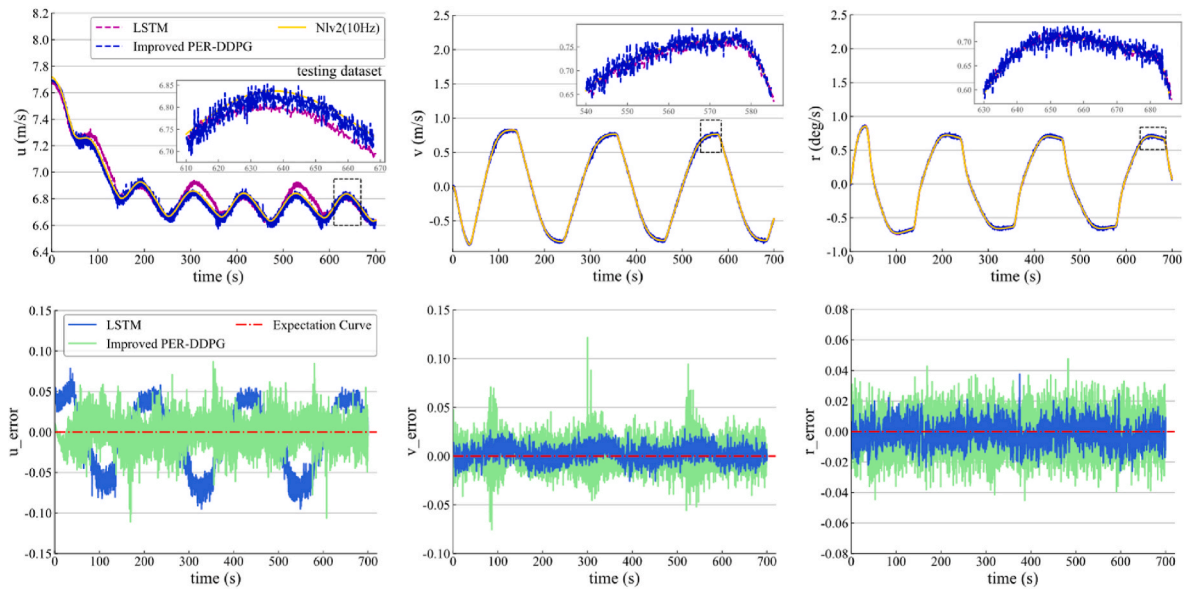 LSTM
Improved PER-DDPG
Nlv2(10Hz)
testing dataset
8.2
8.0
7.8
7.6
7.4
7.2
7.0
6.8
6.6
6.4
u (m/s)
6.85
6.80
6.75
6.70
610 620 630 640 650 660 670
0 100 200 300 400 500 600 700
time (s)
4
3
2
1
0.0
-0.5
v (m/s)
0.75
0.70
0.65
540 550 560 570 580
0 100 200 300 400 500 600 700
time (s)
3.0
2.5
2.0
1.5
1.0
0.5
0.0
-0.5
-1.0
r (deg/s)
0.70
0.65
0.60
630 640 650 660 670 680
0 100 200 300 400 500 600 700
time (s)
LSTM
Improved PER-DDPG
Expectation Curve
0.15
0.10
0.05
0.00
-0.05
-0.10
-0.15
u_error
0 100 200 300 400 500 600 700
time (s)
0.15
0.10
0.05
0.00
-0.05
-0.10
v_error
0 100 200 300 400 500 600 700
time (s)
0.08
0.06
0.04
0.02
0.00
-0.02
-0.04
-0.06
-0.08
r_error
0 100 200 300 400 500 600 700
time (s)